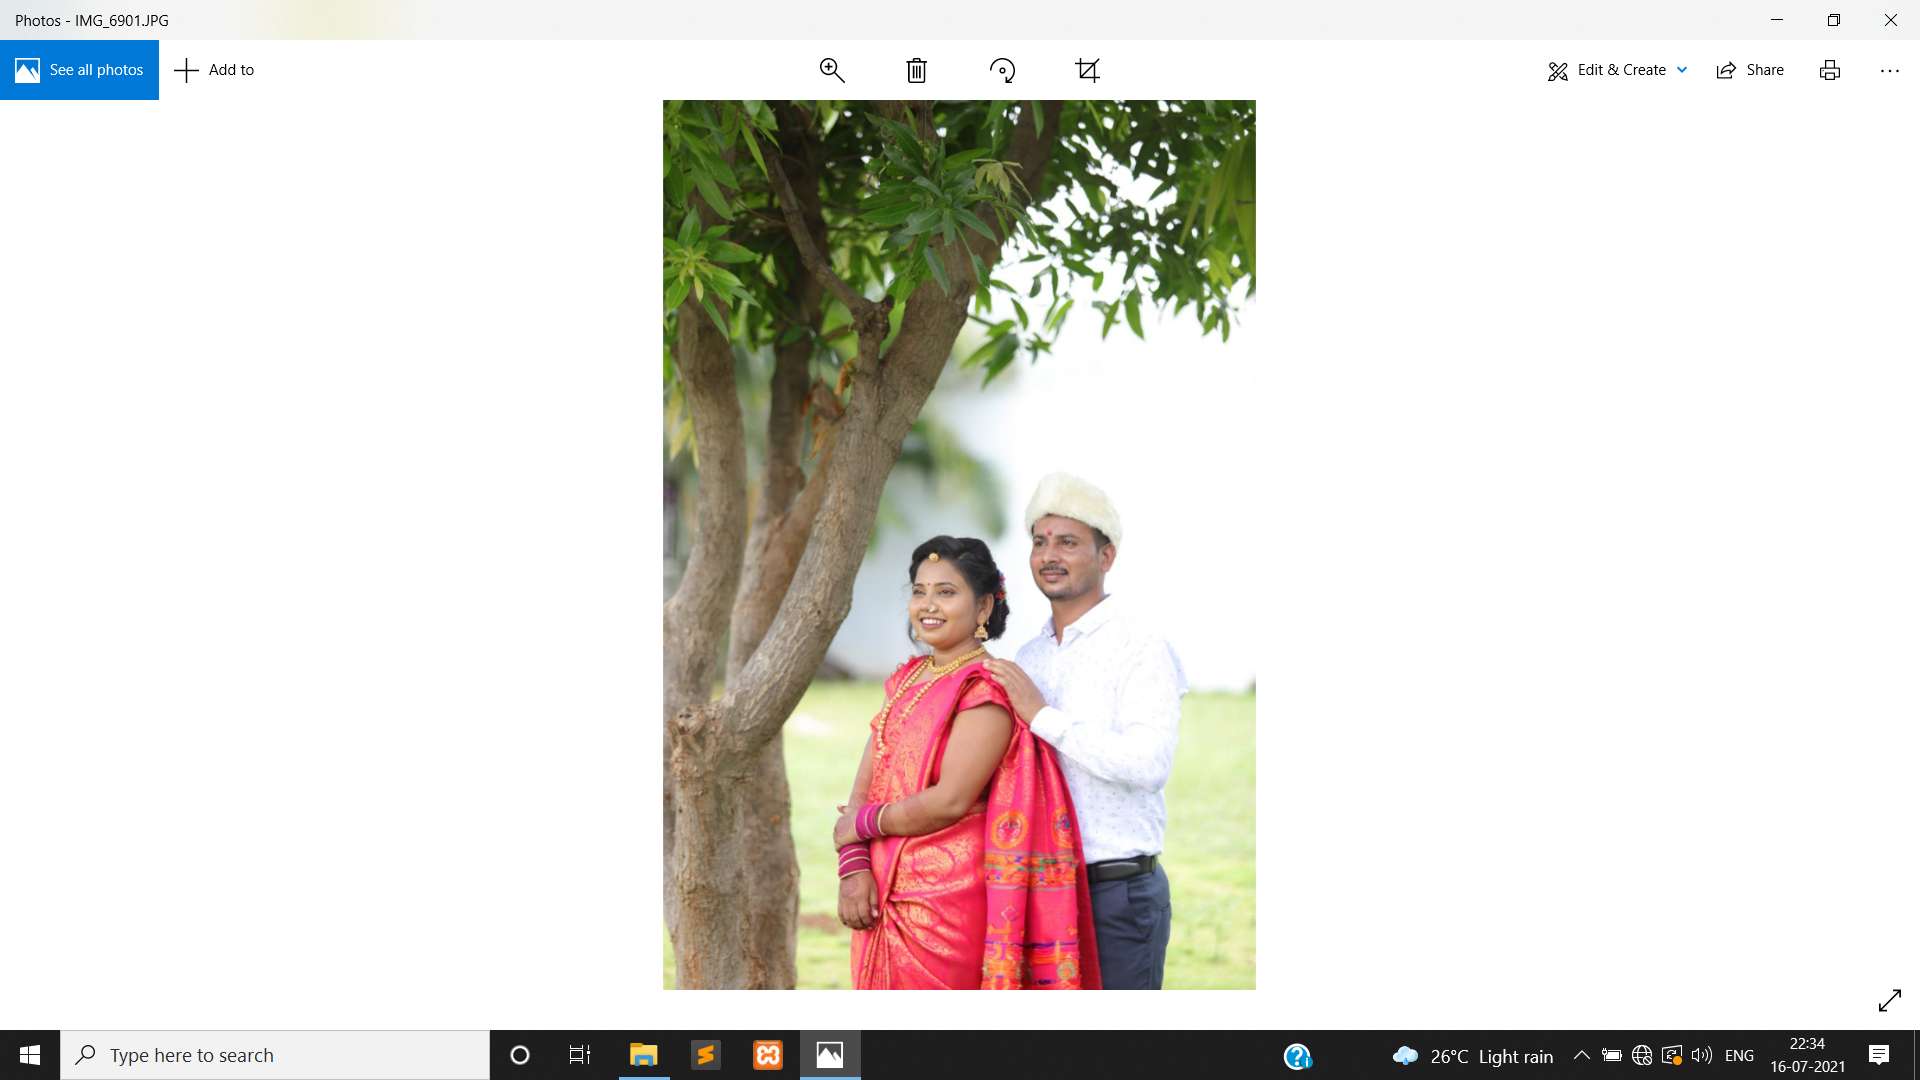 Photos - IMG_6901.JPG
See all photos
Add to
Edit & Create
Share
Type here to search
26°C Light rain
ENG
22:34
16-07-2021